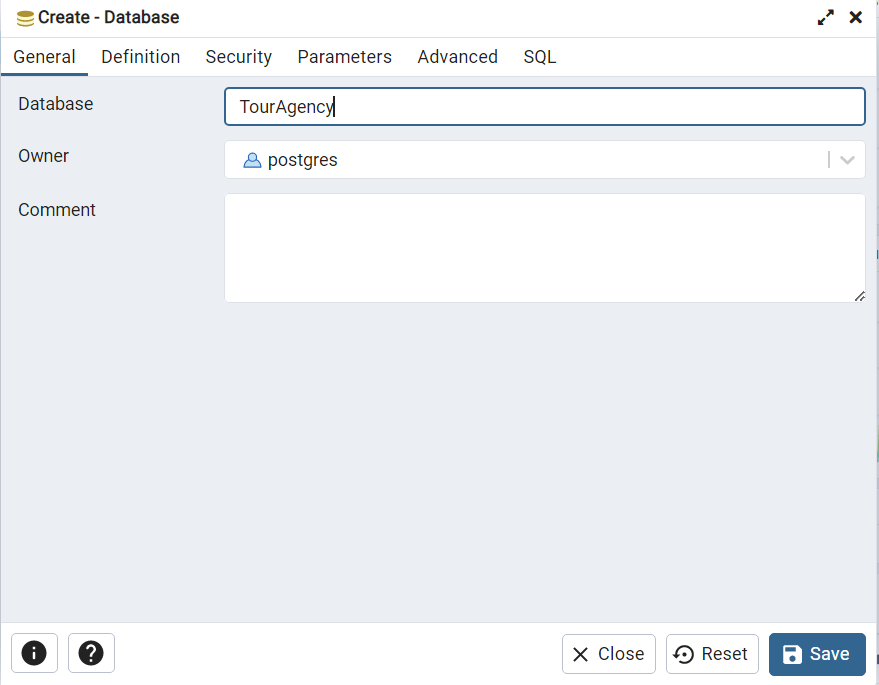 Create - Database
General Definition Security Parameters Advanced SQL
Database TourAgency
Owner postgres
Comment
Close Reset Save